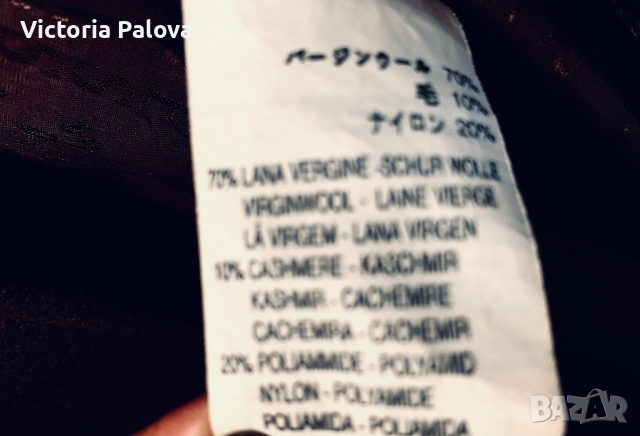 Victoria Palova
バージンウール 70%
毛 10%
ナイロン 20%
70% LANA VERGINE - SCHURWOLLE
VIRGINWOOL - LAINE VIERGE
LÃ VIRGEM - LANA VIRGEN
10% CASHMERE - KASCHMIR
KASHMIR - CACHEMIRE
CACHEMIRA - CACHEMIR
20% POLIAMMIDE - POLYAMID
NYLON - POLYAMIDE
POLIAMIDA - POLIAMIDA
BAZAR